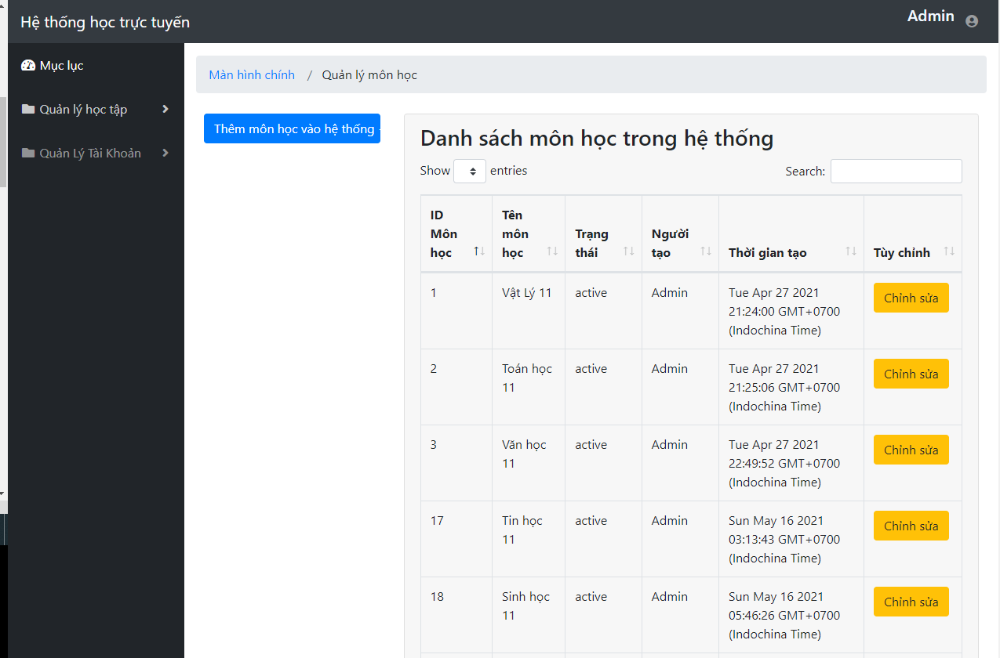 Hệ thống học trực tuyến
Admin
Mục lục
Quản lý học tập
Quản Lý Tài Khoản
Màn hình chính / Quản lý môn học
Thêm môn học vào hệ thống
Danh sách môn học trong hệ thống
Show entries
Search:
ID
Môn
học
Tên
môn
học
Trạng
thái
Người
tạo
Thời gian tạo
Tùy chỉnh
1
Vật Lý 11
active
Admin
Tue Apr 27 2021
21:24:00 GMT+0700
(Indochina Time)
Chỉnh sửa
2
Toán học
11
active
Admin
Tue Apr 27 2021
21:25:06 GMT+0700
(Indochina Time)
Chỉnh sửa
3
Văn học
11
active
Admin
Tue Apr 27 2021
22:49:52 GMT+0700
(Indochina Time)
Chỉnh sửa
17
Tin học
11
active
Admin
Sun May 16 2021
03:13:43 GMT+0700
(Indochina Time)
Chỉnh sửa
18
Sinh học
11
active
Admin
Sun May 16 2021
05:46:26 GMT+0700
(Indochina Time)
Chỉnh sửa